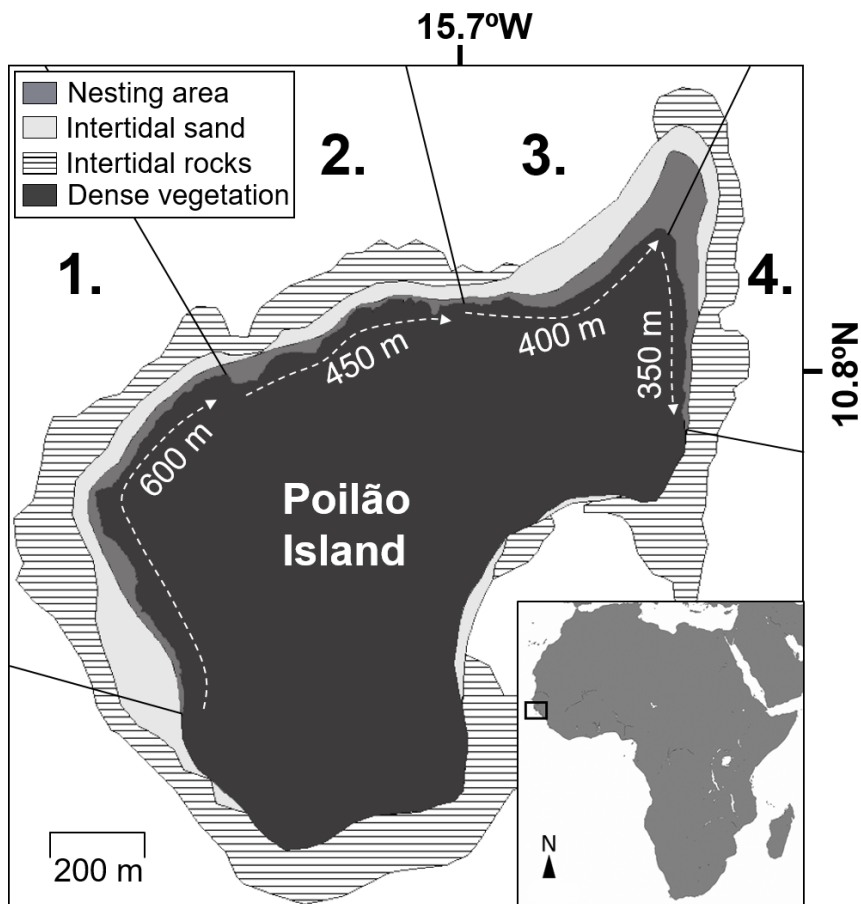 15.7ºW
Nesting area
Intertidal sand
Intertidal rocks
Dense vegetation
1.
2.
3.
4.
600 m
450 m
400 m
350 m
10.8ºN
Poilão
Island
200 m
N